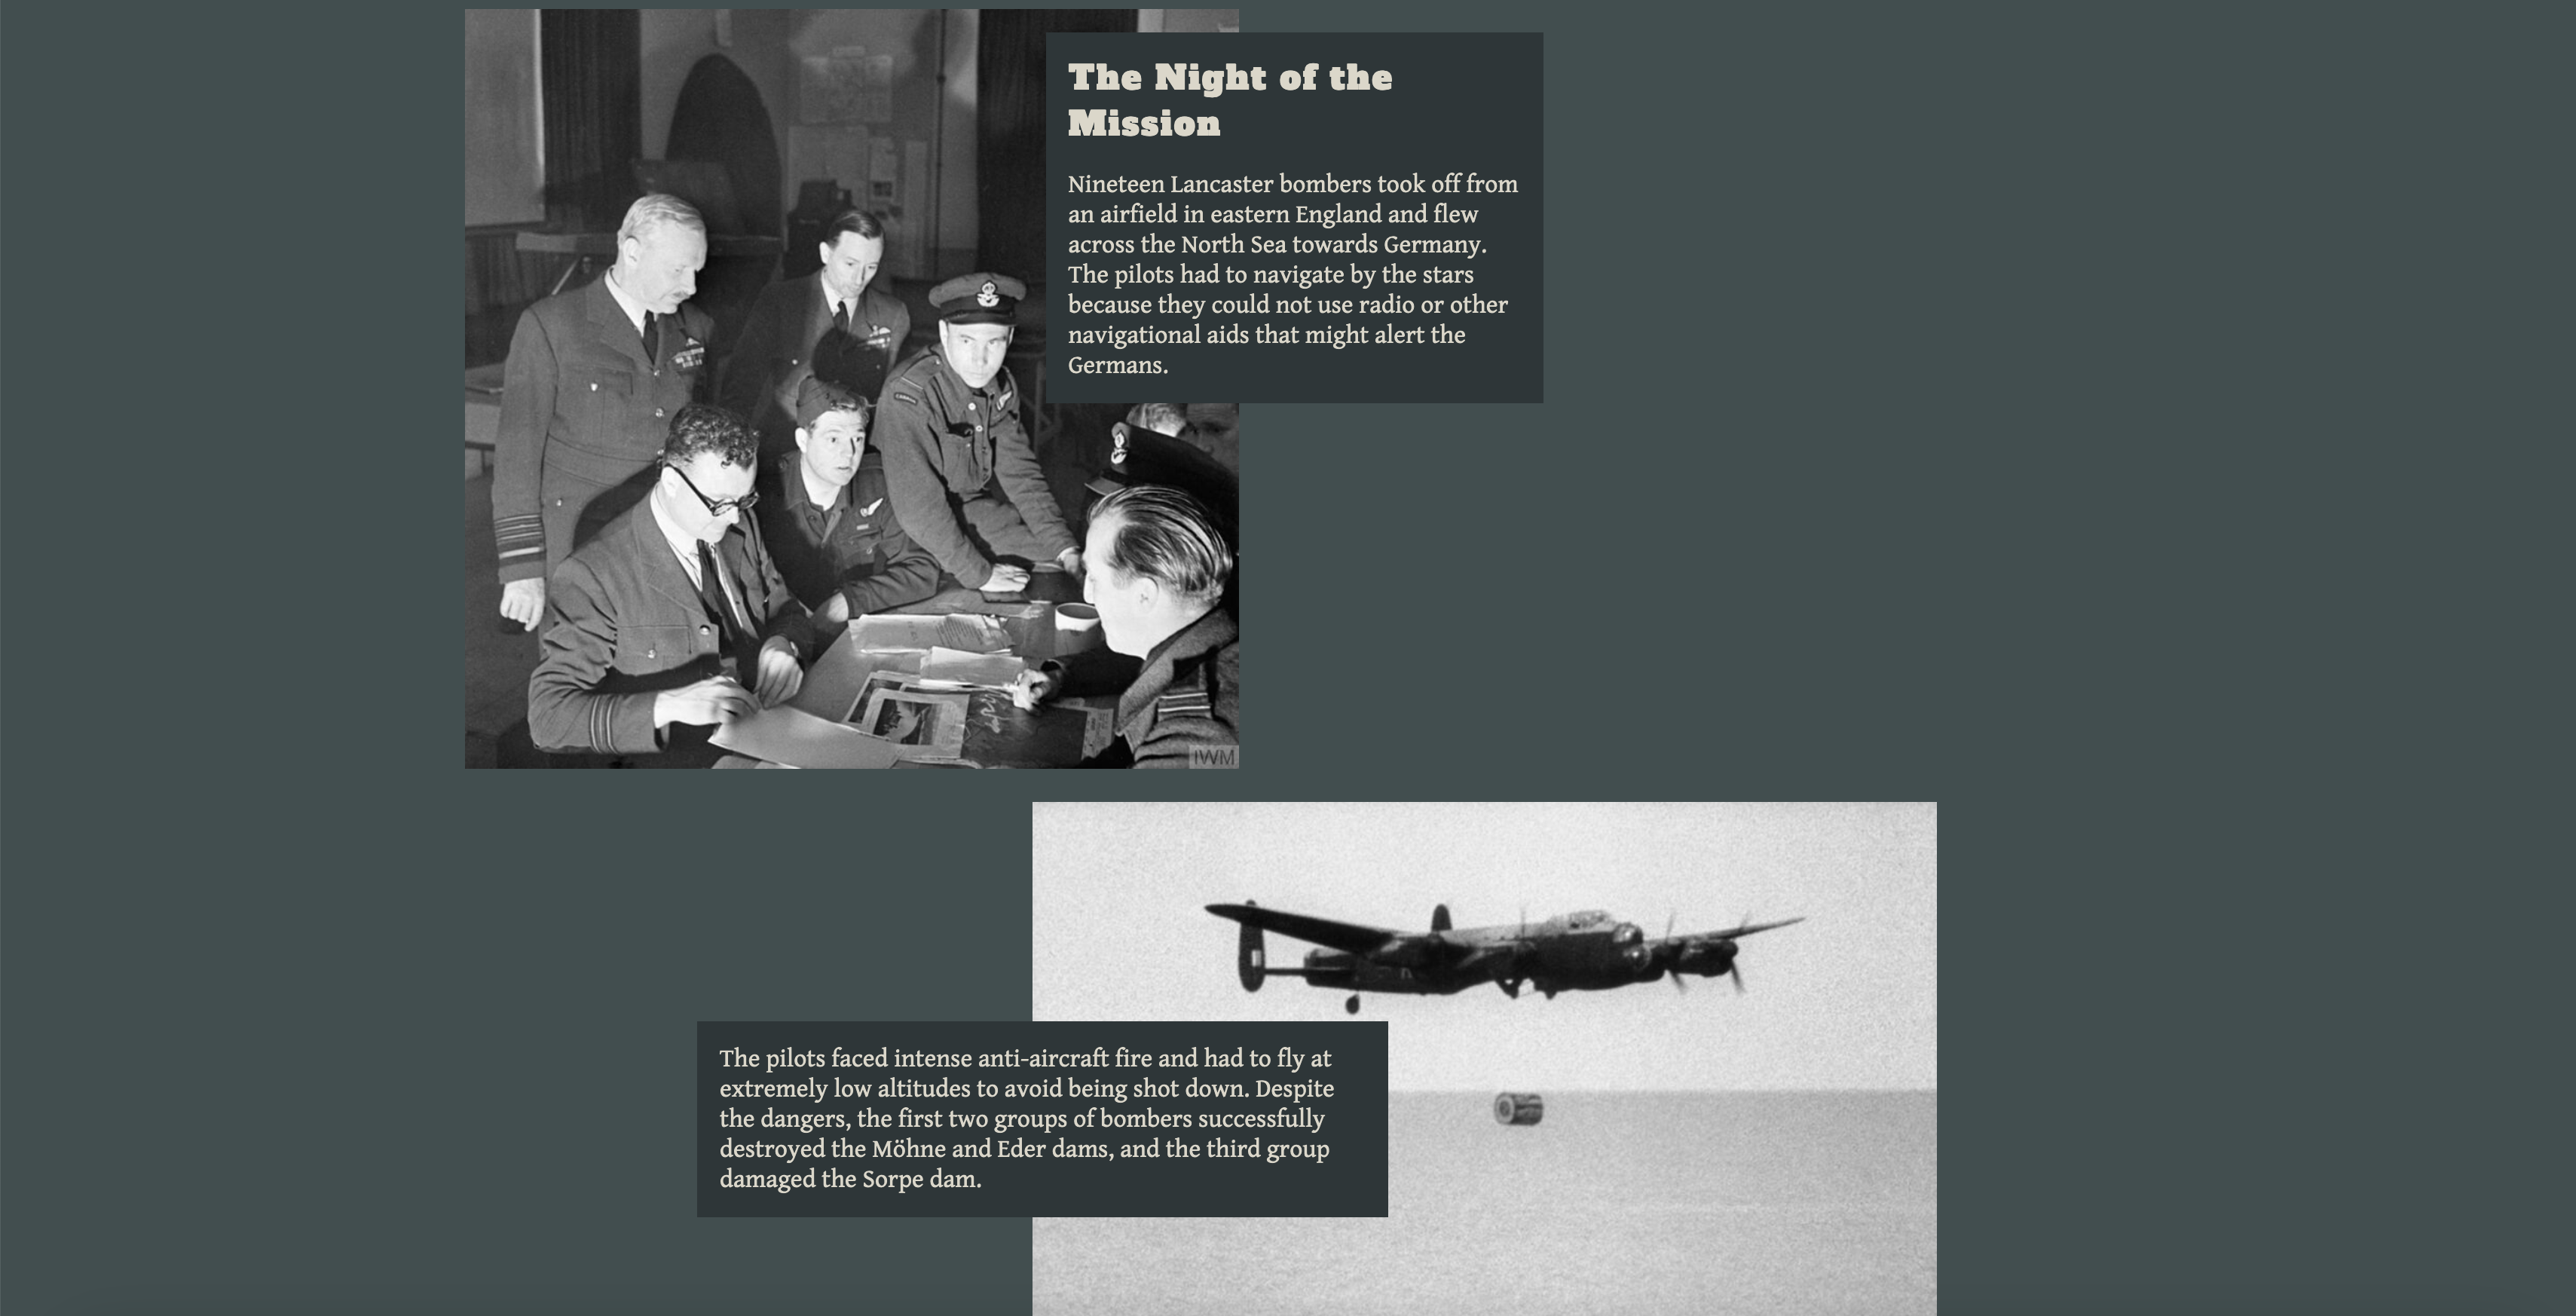 The Night of the
Mission
Nineteen Lancaster bombers took off from
an airfield in eastern England and flew
across the North Sea towards Germany.
The pilots had to navigate by the stars
because they could not use radio or other
navigational aids that might alert the
Germans.
IWM
The pilots faced intense anti-aircraft fire and had to fly at
extremely low altitudes to avoid being shot down. Despite
the dangers, the first two groups of bombers successfully
destroyed the Möhne and Eder dams, and the third group
damaged the Sorpe dam.